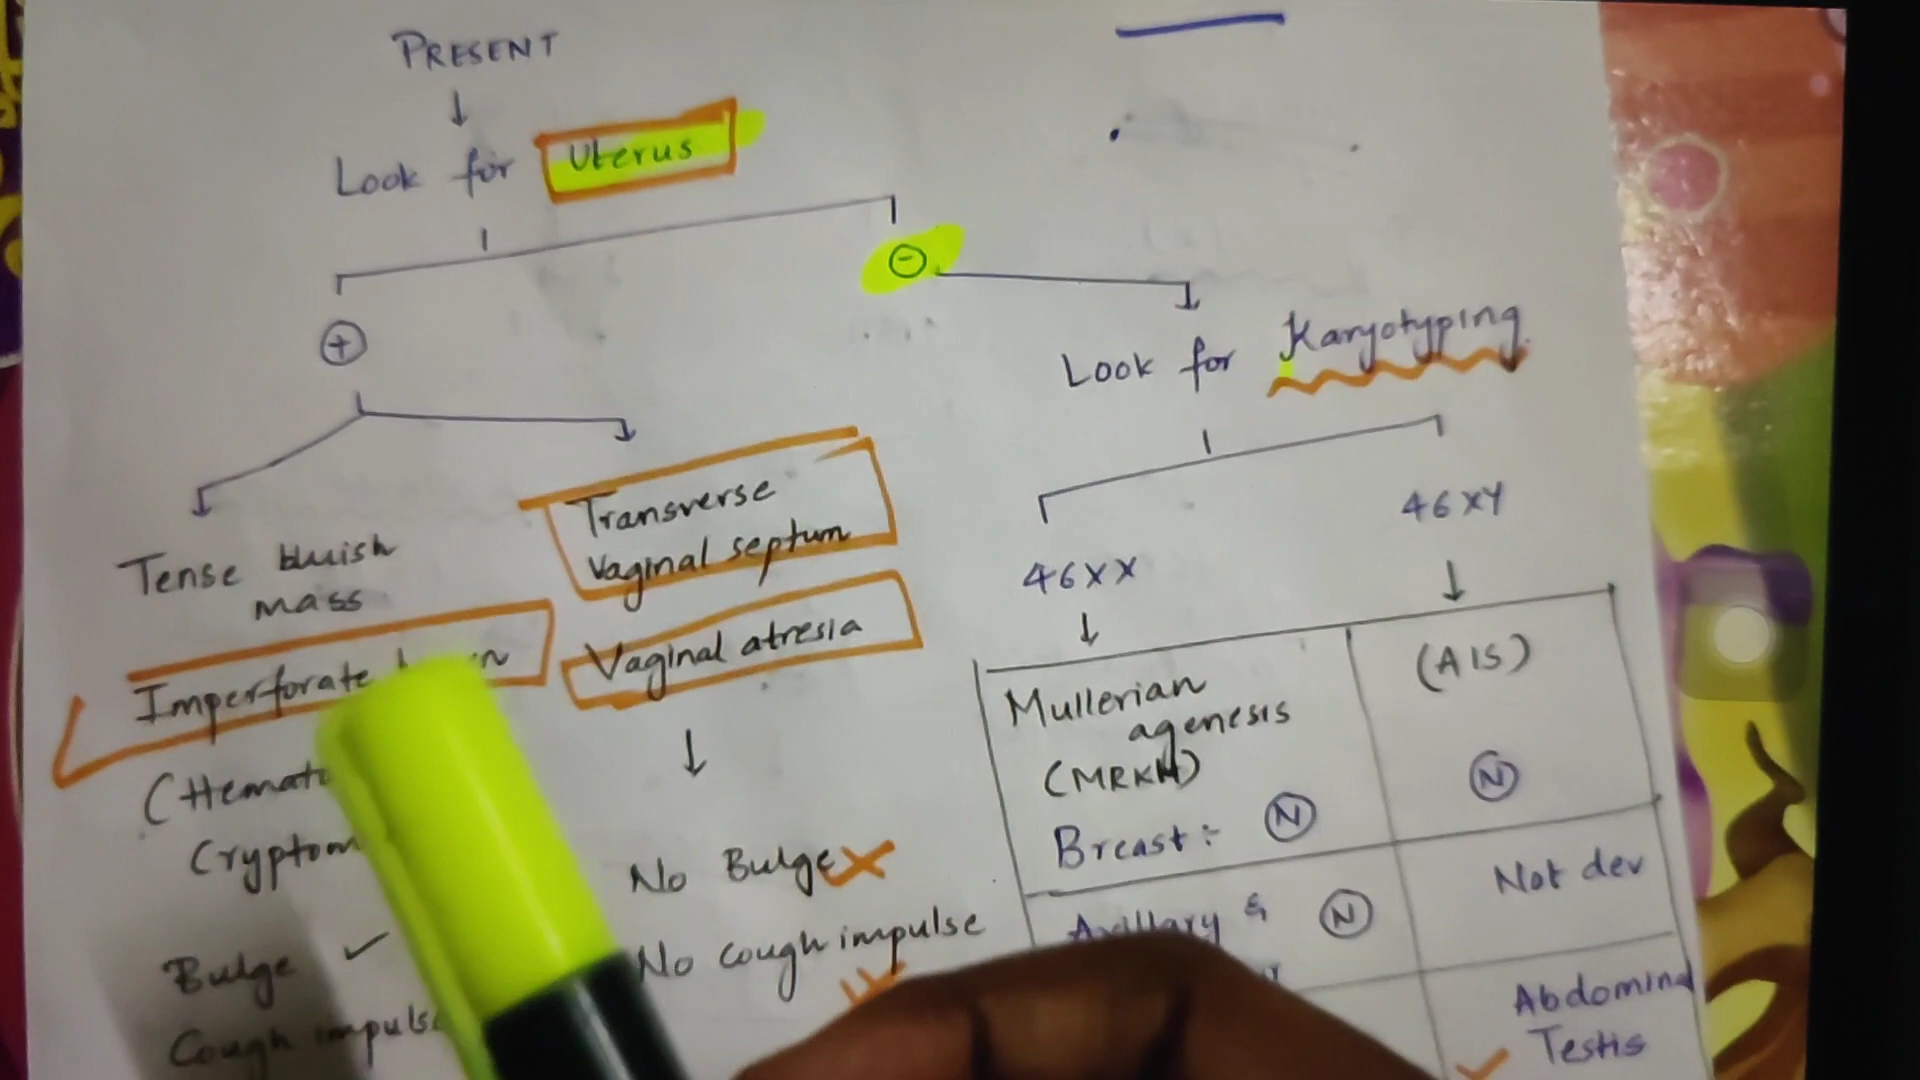 PRESENT
Look for Uterus
-
+
Look for Karyotyping
Tense bluish
mass
Imperforate
(Hemat
Cryptom
Bulge ✓
Cough impulse
Transverse
Vaginal septum
Vaginal atresia
No Bulge X
No cough impulse
46XX
46XY
Mullerian
agenesis
(MRKH)
(AIS)
Breast:- N
N
Axillary & N
Not dev
Abdominal
Testis